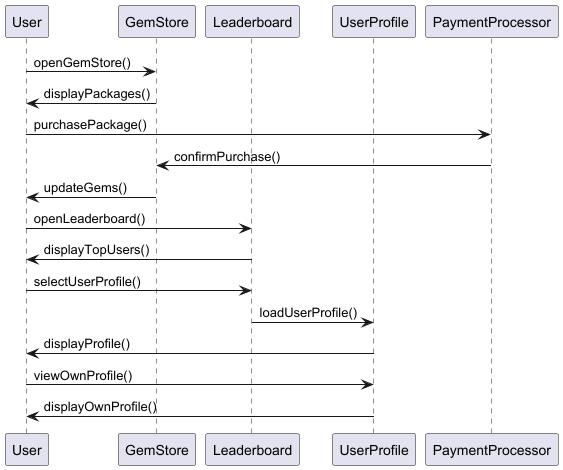 User GemStore Leaderboard UserProfile PaymentProcessor
openGemStore()
displayPackages()
purchasePackage()
confirmPurchase()
updateGems()
openLeaderboard()
displayTopUsers()
selectUserProfile()
loadUserProfile()
displayProfile()
viewOwnProfile()
displayOwnProfile()
User GemStore Leaderboard UserProfile PaymentProcessor